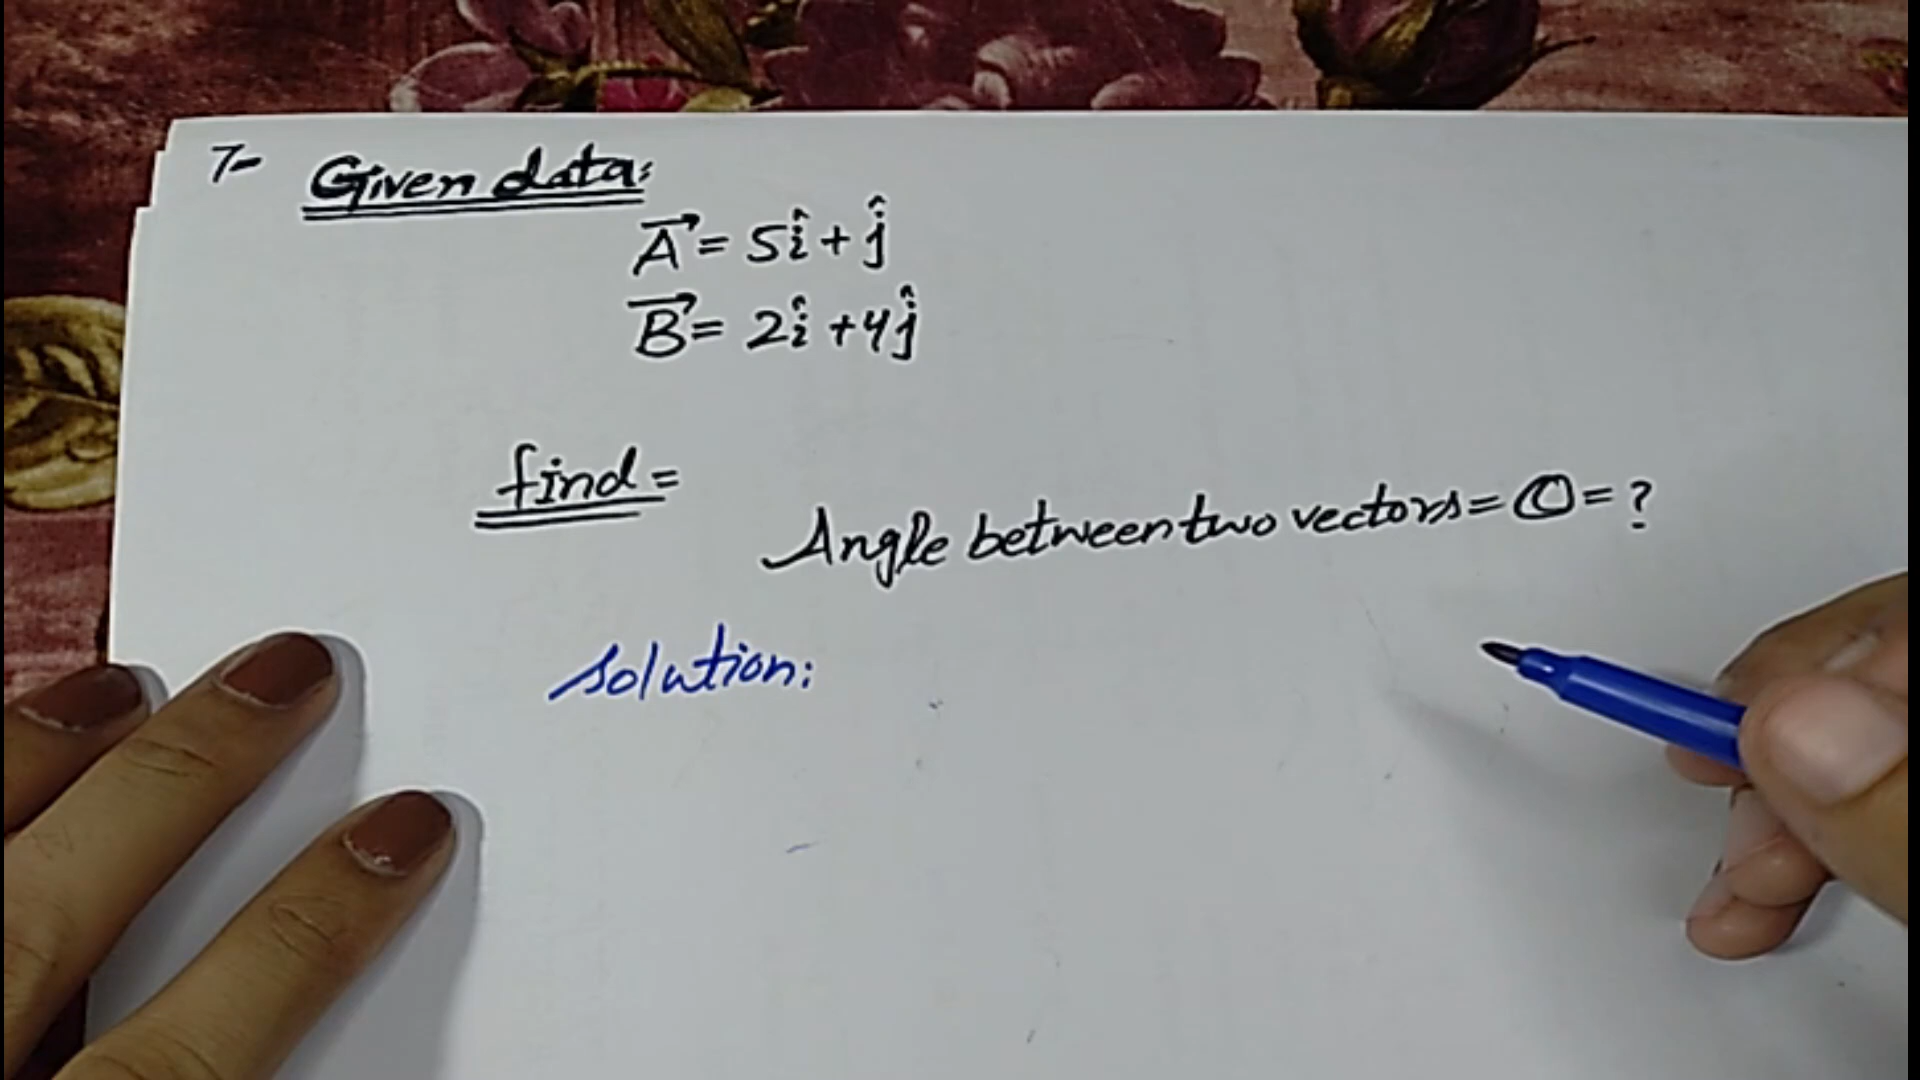 7- Given data:
A⃗ = 5î + ĵ
B⃗ = 2î + 4ĵ
find =
Angle between two vectors = Θ = ?
Solution: